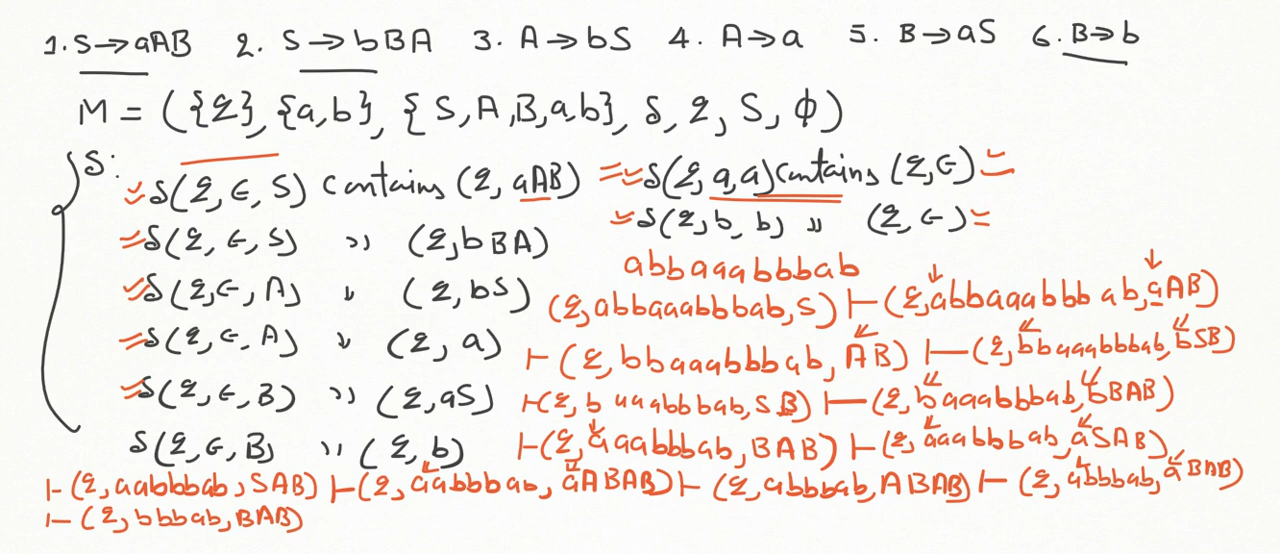 1. S→aAB 2. S→bBA 3. A→bS 4. A→a 5. B→aS 6. B→b
M = ({q}, {a,b}, {S,A,B,a,b}, δ, q, S, φ)
δ:
δ(q, ∈, S) contains (q, aAB) δ(q, a,a) contains (q,∈)
δ(q, ∈, S) ,, (q,bBA) δ(q, b, b) ,, (q, ∈)
δ(q,∈, A) ,, (q, bS) abbaaabbbab
(q,abbaaabbbab,S) ⊢ (q,abbaaabbbab,aAB)
δ(q, ∈, A) ,, (q, a) ⊢ (q, bbaaabbbab, AB) ⊢ (q,bbaaabbbab,bSB)
δ(q,∈,B) ,, (q,aS) ⊢(q, baaabbbab,SB) ⊢ (q,baaabbbab,bBAB)
δ(q,∈,B) ,, (q,b) ⊢(q,aaabbbab,BAB) ⊢ (q,aaabbbab,aSAB)
⊢ (q,aabbbab,SAB) ⊢(q,aabbbab,aABAB) ⊢ (q,abbbab,ABAB) ⊢ (q,abbbab,aBAB)
⊢ (q,bbbab,BAB)